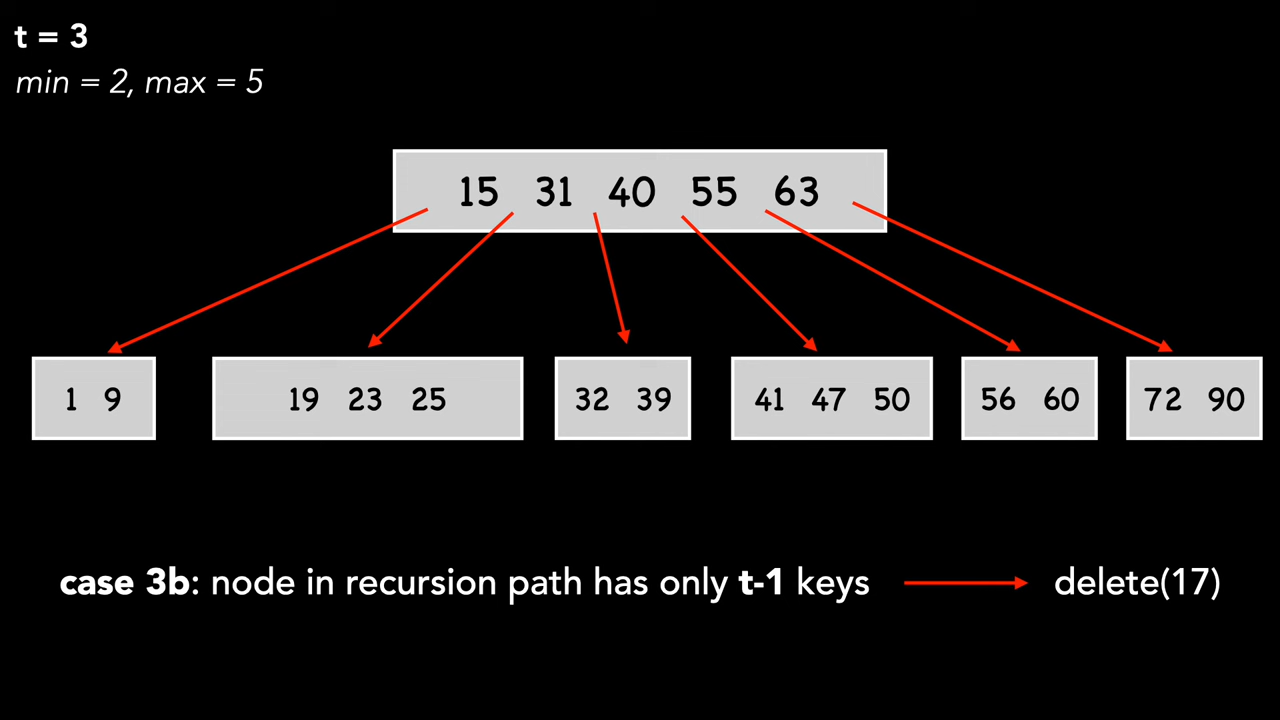 t = 3
min = 2, max = 5
15 31 40 55 63
1 9
19 23 25
32 39
41 47 50
56 60
72 90
case 3b: node in recursion path has only t-1 keys
delete(17)